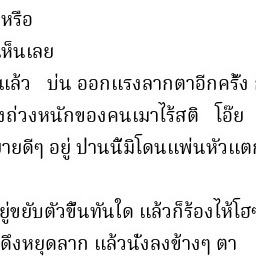 หรือ
ห็นเลย
แล้ว บ่น ออกแรงลากตาอีกครั้ง
ถ่วงหนักของคนเมาไร้สติ โอ๊ย
ายดีๆ อยู่ ปานนี้มิโดนแพ่นหัวแตก
ยู่ขยับตัวขึ้นทันใด แล้วก็ร้องไห้โฮ
ดึงหยุดลาก แล้วนั่งลงข้างๆ ตา